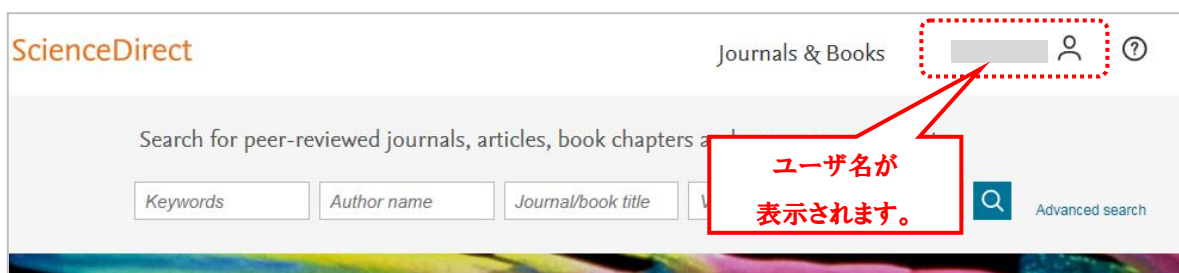 ScienceDirect
Journals & Books
?
Search for peer-reviewed journals, articles, book chapters
ユーザ名が
表示されます。
Keywords
Author name
Journal/book title
Advanced search